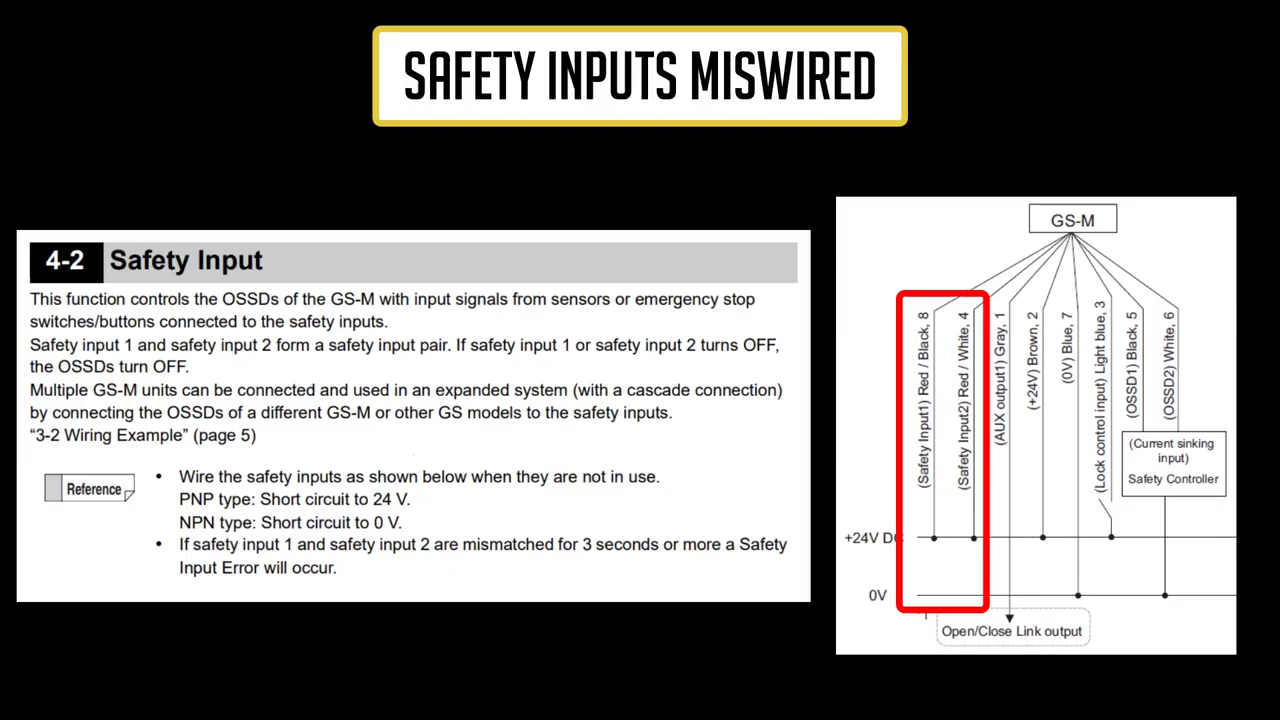 SAFETY INPUTS MISWIRED
4-2 Safety Input
This function controls the OSSDs of the GS-M with input signals from sensors or emergency stop
switches/buttons connected to the safety inputs.
Safety input 1 and safety input 2 form a safety input pair. If safety input 1 or safety input 2 turns OFF,
the OSSDs turn OFF.
Multiple GS-M units can be connected and used in an expanded system (with a cascade connection)
by connecting the OSSDs of a different GS-M or other GS models to the safety inputs.
“3-2 Wiring Example” (page 5)
Reference
• Wire the safety inputs as shown below when they are not in use.
PNP type: Short circuit to 24 V.
NPN type: Short circuit to 0 V.
• If safety input 1 and safety input 2 are mismatched for 3 seconds or more a Safety
Input Error will occur.
GS-M
(Safety Input1) Red / Black, 8
(Safety Input2) Red / White, 4
(AUX output1) Gray, 1
(+24V) Brown, 2
(0V) Blue, 7
(Lock control input) Light blue, 3
(OSSD1) Black, 5
(OSSD2) White, 6
(Current sinking
input)
Safety Controller
+24V DC
0V
Open/Close Link output